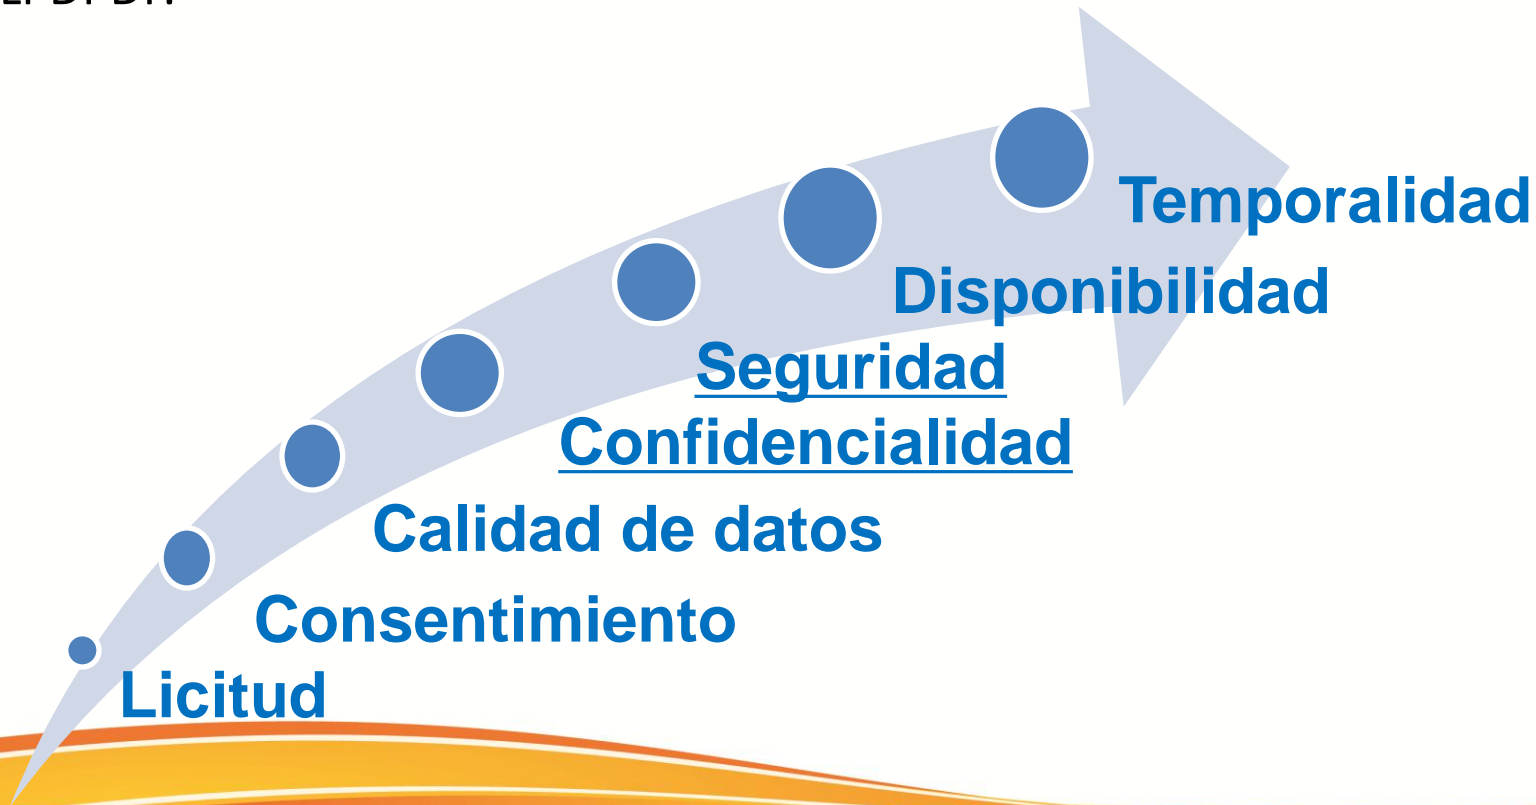 Temporalidad
Disponibilidad
Seguridad
Confidencialidad
Calidad de datos
Consentimiento
Licitud